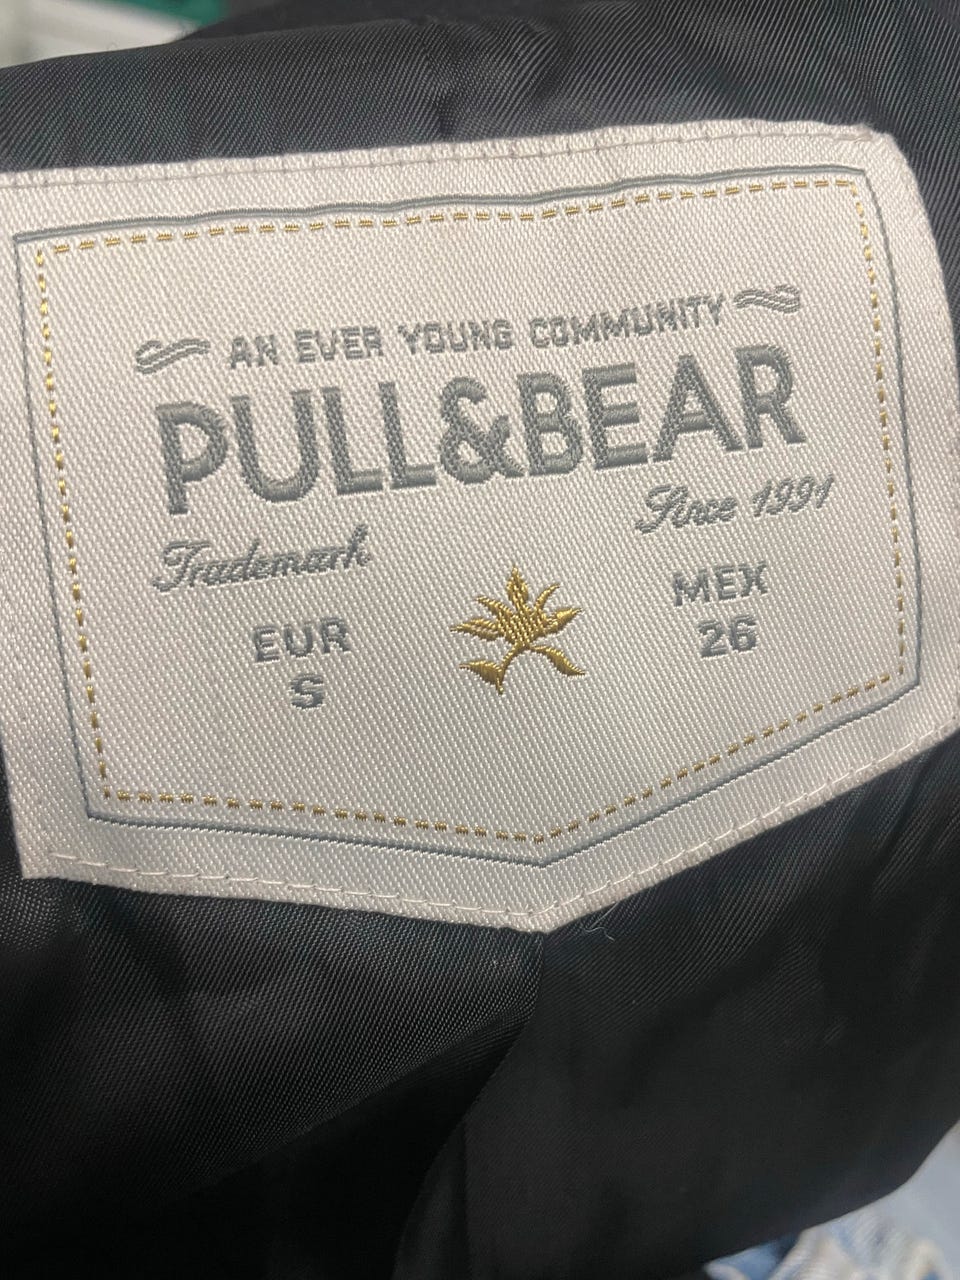 AN EVER YOUNG COMMUNITY
PULL&BEAR
Since 1991
Trademark
EUR
S
MEX
26